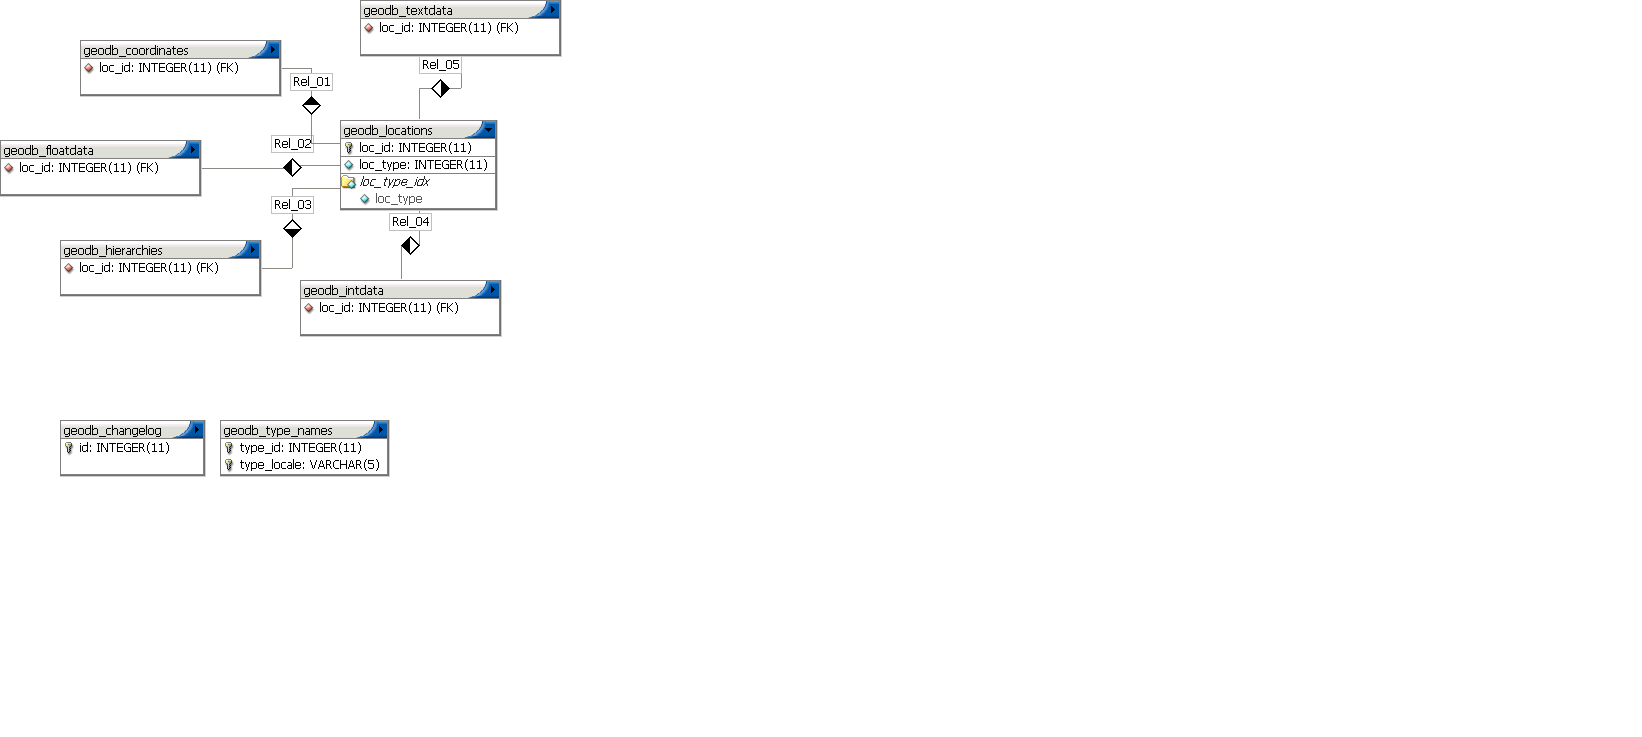 geodb_textdata
loc_id: INTEGER(11) (FK)
geodb_coordinates
loc_id: INTEGER(11) (FK)
Rel_05
Rel_01
geodb_locations
loc_id: INTEGER(11)
loc_type: INTEGER(11)
loc_type_idx
loc_type
Rel_02
geodb_floatdata
loc_id: INTEGER(11) (FK)
Rel_03
Rel_04
geodb_hierarchies
loc_id: INTEGER(11) (FK)
geodb_intdata
loc_id: INTEGER(11) (FK)
geodb_changelog
id: INTEGER(11)
geodb_type_names
type_id: INTEGER(11)
type_locale: VARCHAR(5)